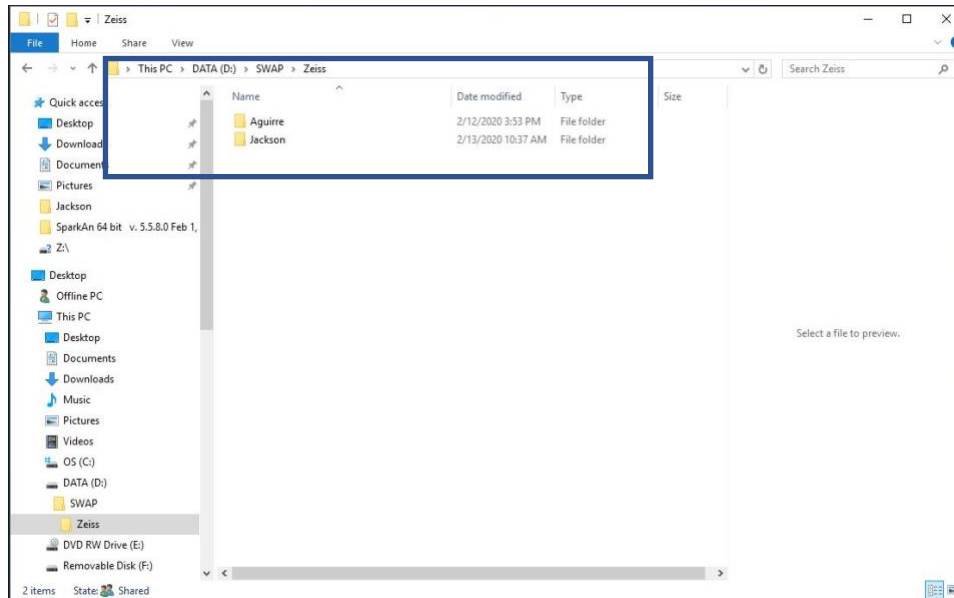 Zeiss
File Home Share View
This PC > DATA (D:) > SWAP > Zeiss
Search Zeiss
Name Date modified Type Size
Aguirre 2/12/2020 3:53 PM File folder
Jackson 2/13/2020 10:37 AM File folder
Quick acces
Desktop
Download
Document
Pictures
Jackson
SparkAn 64 bit v. 5.5.8.0 Feb 1,
Z:\
Desktop
Offline PC
This PC
Desktop
Documents
Downloads
Music
Pictures
Videos
OS (C:)
DATA (D:)
SWAP
Zeiss
DVD RW Drive (E:)
Removable Disk (F:)
Select a file to preview.
2 items State: Shared